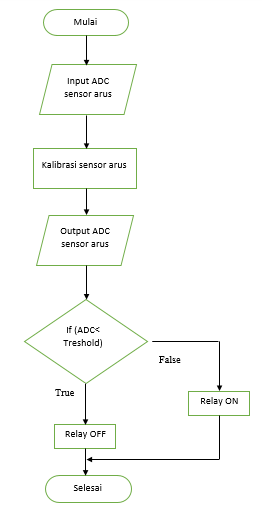 Mulai
Input ADC
sensor arus
Kalibrasi sensor arus
Output ADC
sensor arus
If (ADC<
Treshold)
False
True
Relay ON
Relay OFF
Selesai